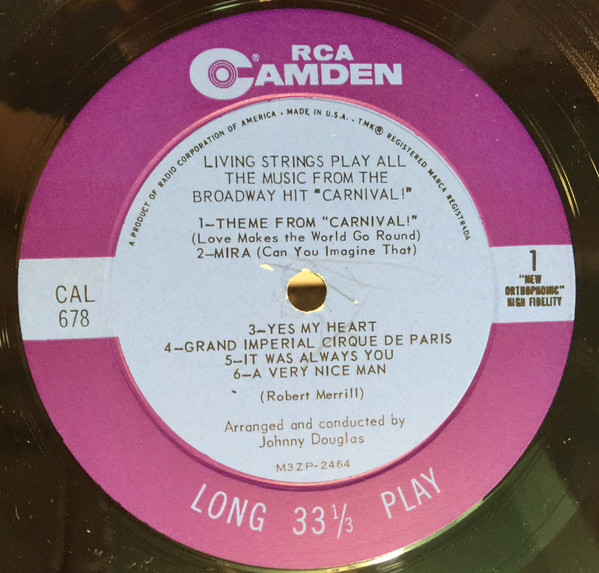 RCA
CAMDEN
®
A PRODUCT OF RADIO CORPORATION OF AMERICA • MADE IN U.S.A. • TMK® REGISTERED MARCA REGISTRADA
LIVING STRINGS PLAY ALL
THE MUSIC FROM THE
BROADWAY HIT "CARNIVAL!"
1—THEME FROM "CARNIVAL!"
(Love Makes the World Go Round)
2—MIRA (Can You Imagine That)
CAL
678
1
"NEW
ORTHOPHONIC"
HIGH FIDELITY
3—YES MY HEART
4—GRAND IMPERIAL CIRQUE DE PARIS
5—IT WAS ALWAYS YOU
6—A VERY NICE MAN
(Robert Merrill)
Arranged and conducted by
Johnny Douglas
M3ZP-2464
LONG 33 1/3 PLAY